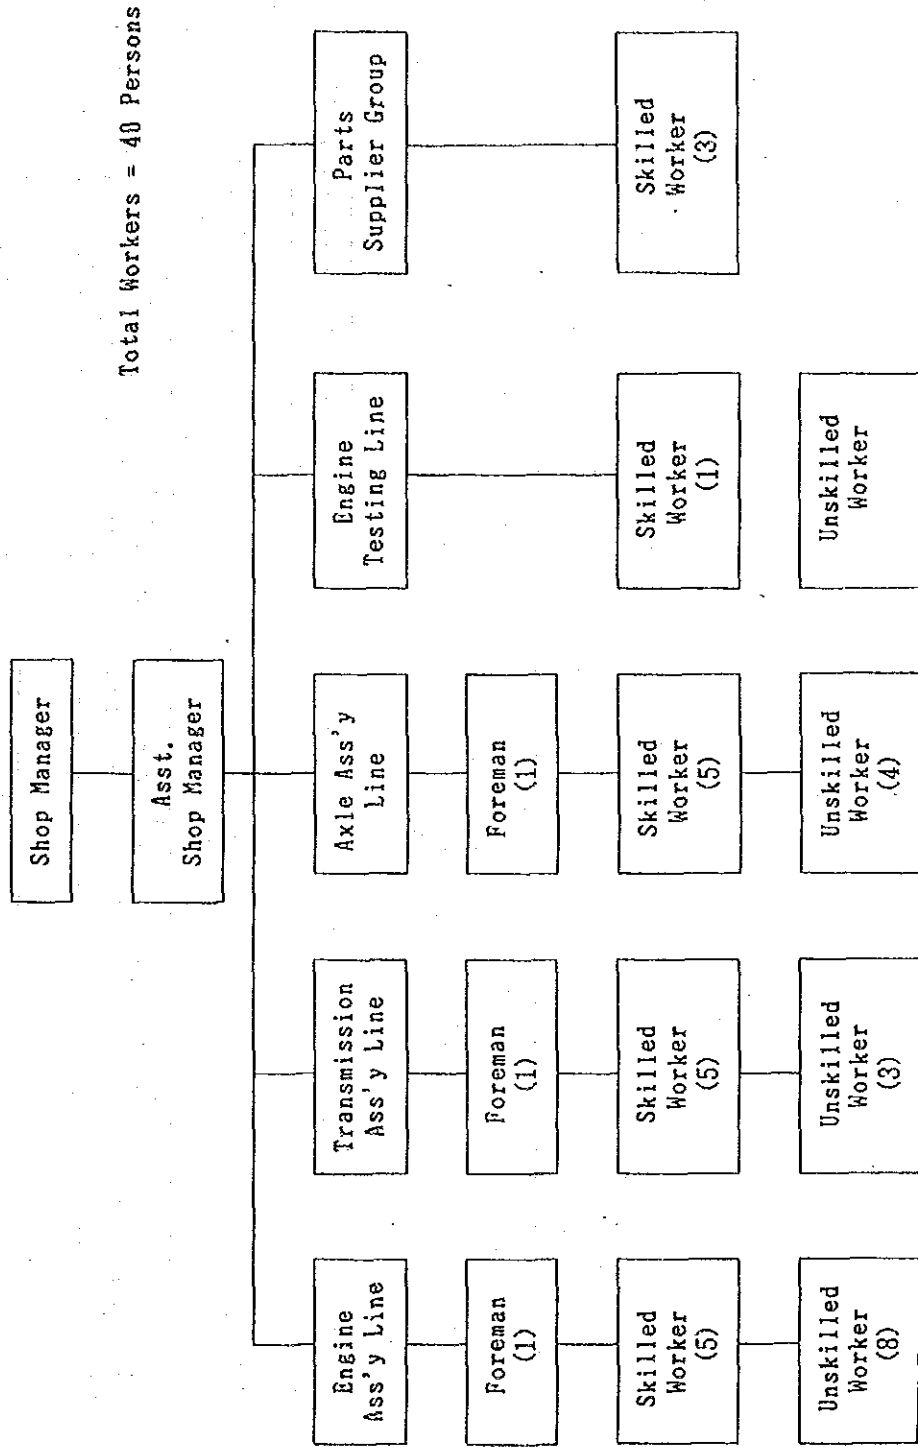 Total Workers = 40 Persons
Shop Manager
Asst.
Shop Manager
Engine
Ass'y Line
Transmission
Ass'y Line
Axle Ass'y
Line
Engine
Testing Line
Parts
Supplier Group
Foreman
(1)
Foreman
(1)
Foreman
(1)
Skilled
Worker
(5)
Skilled
Worker
(5)
Skilled
Worker
(5)
Skilled
Worker
(1)
Skilled
Worker
(3)
Unskilled
Worker
(8)
Unskilled
Worker
(3)
Unskilled
Worker
(4)
Unskilled
Worker